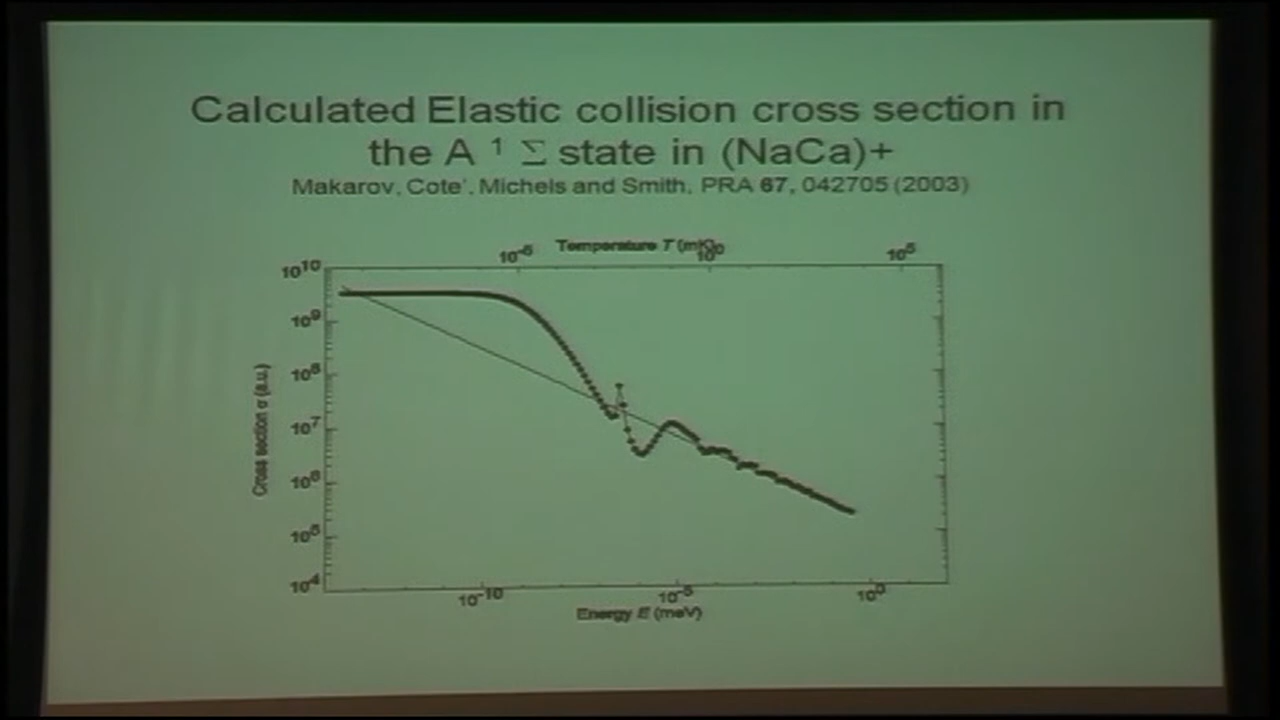 Calculated Elastic collision cross section in
the A ¹ Σ state in (NaCa)+
Makarov, Cote', Michels and Smith, PRA 67, 042705 (2003)
Temperature T (mK)
10⁻⁵ 10⁰ 10⁵
10¹⁰
10⁹
10⁸
10⁷
10⁶
10⁵
10⁴
Cross section σ (a.u.)
10⁻¹⁰ 10⁻⁵ 10⁰
Energy E (meV)